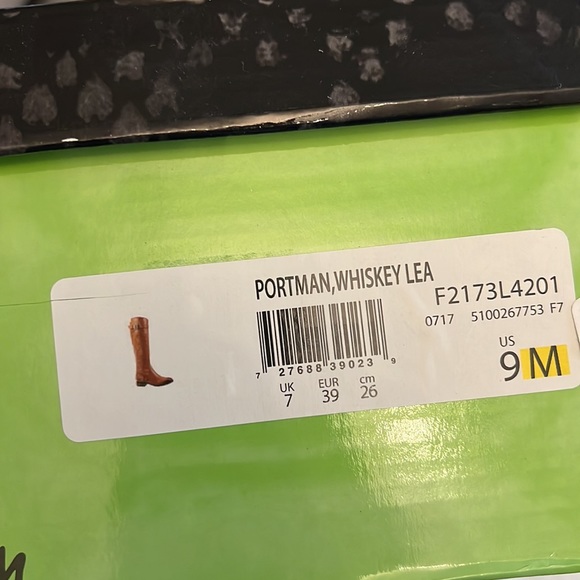 PORTMAN,WHISKEY LEA
F2173L4201
0717 5100267753 F7
7 27688 39023 9
UK EUR cm
7 39 26
US
9M